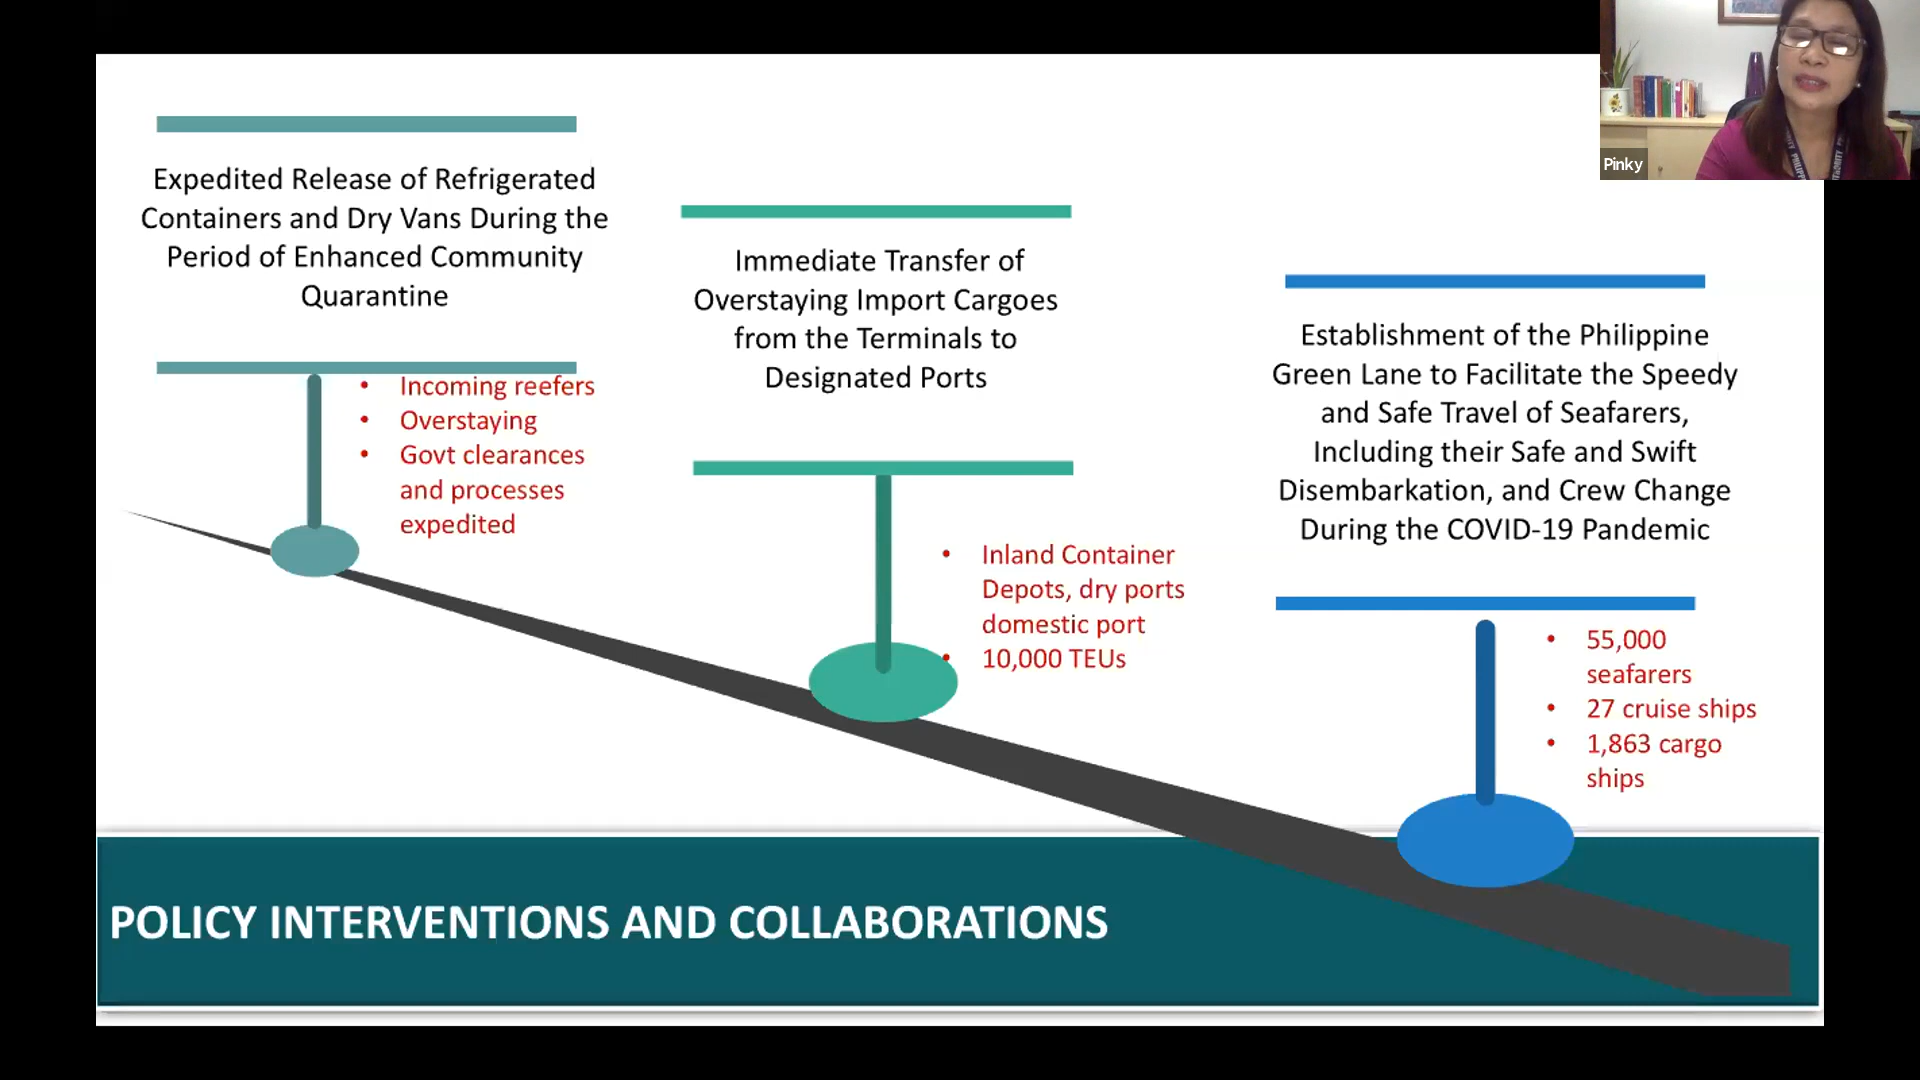 Pinky
Expedited Release of Refrigerated
Containers and Dry Vans During the
Period of Enhanced Community
Quarantine
• Incoming reefers
• Overstaying
• Govt clearances
and processes
expedited
Immediate Transfer of
Overstaying Import Cargoes
from the Terminals to
Designated Ports
• Inland Container
Depots, dry ports
domestic port
• 10,000 TEUs
Establishment of the Philippine
Green Lane to Facilitate the Speedy
and Safe Travel of Seafarers,
Including their Safe and Swift
Disembarkation, and Crew Change
During the COVID-19 Pandemic
• 55,000
seafarers
• 27 cruise ships
• 1,863 cargo
ships
POLICY INTERVENTIONS AND COLLABORATIONS